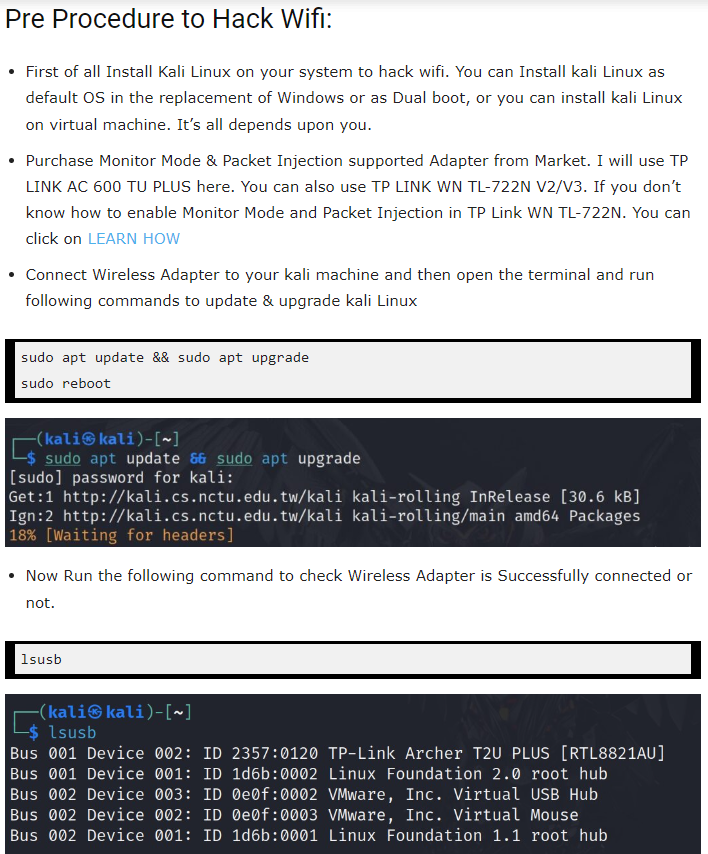 Pre Procedure to Hack Wifi:
First of all Install Kali Linux on your system to hack wifi. You can Install kali Linux as
default OS in the replacement of Windows or as Dual boot, or you can install kali Linux
on virtual machine. It’s all depends upon you.
Purchase Monitor Mode & Packet Injection supported Adapter from Market. I will use TP
LINK AC 600 TU PLUS here. You can also use TP LINK WN TL-722N V2/V3. If you don’t
know how to enable Monitor Mode and Packet Injection in TP Link WN TL-722N. You can
click on LEARN HOW
Connect Wireless Adapter to your kali machine and then open the terminal and run
following commands to update & upgrade kali Linux
sudo apt update && sudo apt upgrade
sudo reboot
┌──(kali㉿kali)-[~]
└─$ sudo apt update && sudo apt upgrade
[sudo] password for kali:
Get:1 http://kali.cs.nctu.edu.tw/kali kali-rolling InRelease [30.6 kB]
Ign:2 http://kali.cs.nctu.edu.tw/kali kali-rolling/main amd64 Packages
18% [Waiting for headers]
Now Run the following command to check Wireless Adapter is Successfully connected or
not.
lsusb
┌──(kali㉿kali)-[~]
└─$ lsusb
Bus 001 Device 002: ID 2357:0120 TP-Link Archer T2U PLUS [RTL8821AU]
Bus 001 Device 001: ID 1d6b:0002 Linux Foundation 2.0 root hub
Bus 002 Device 003: ID 0e0f:0002 VMware, Inc. Virtual USB Hub
Bus 002 Device 002: ID 0e0f:0003 VMware, Inc. Virtual Mouse
Bus 002 Device 001: ID 1d6b:0001 Linux Foundation 1.1 root hub